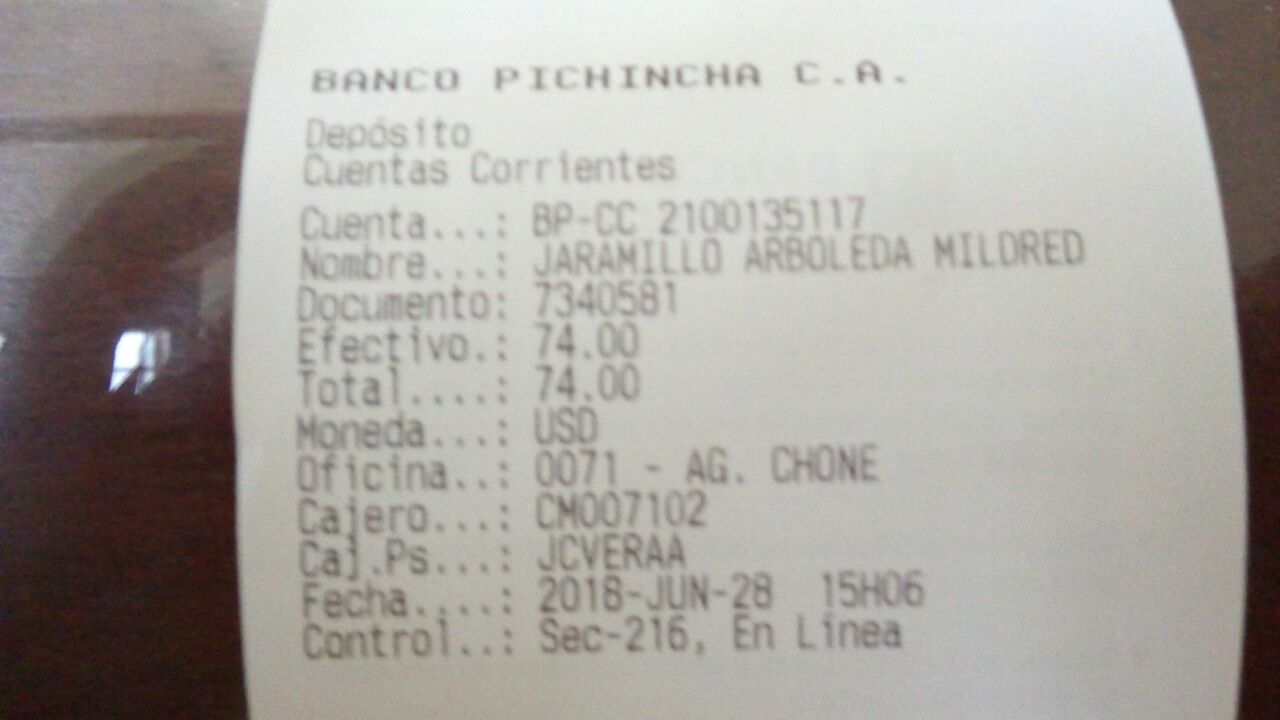 BANCO PICHINCHA C.A.
Depósito
Cuentas Corrientes
Cuenta...: BP-CC 2100135117
Nombre...: JARAMILLO ARBOLEDA MILDRED
Documento: 7340581
Efectivo.: 74.00
Total....: 74.00
Moneda...: USD
Oficina..: 0071 - AG. CHONE
Cajero...: CM007102
Caj.Ps...: JCVERAA
Fecha....: 2018-JUN-28 15H06
Control..: Sec-216, En Línea